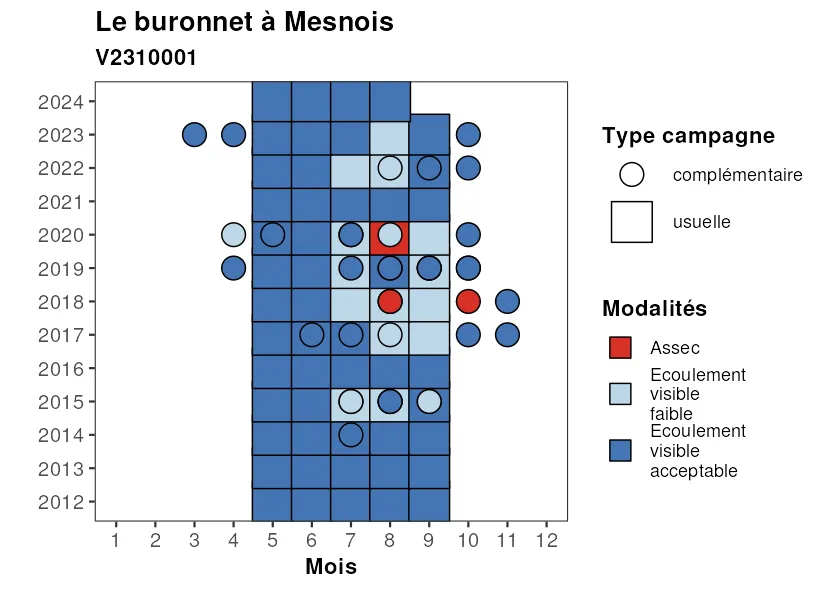 Le buronnet à Mesnois
V2310001
2024
2023
2022
2021
2020
2019
2018
2017
2016
2015
2014
2013
2012
1 2 3 4 5 6 7 8 9 10 11 12
Mois
Type campagne
complémentaire
usuelle
Modalités
Assec
Ecoulement
visible
faible
Ecoulement
visible
acceptable